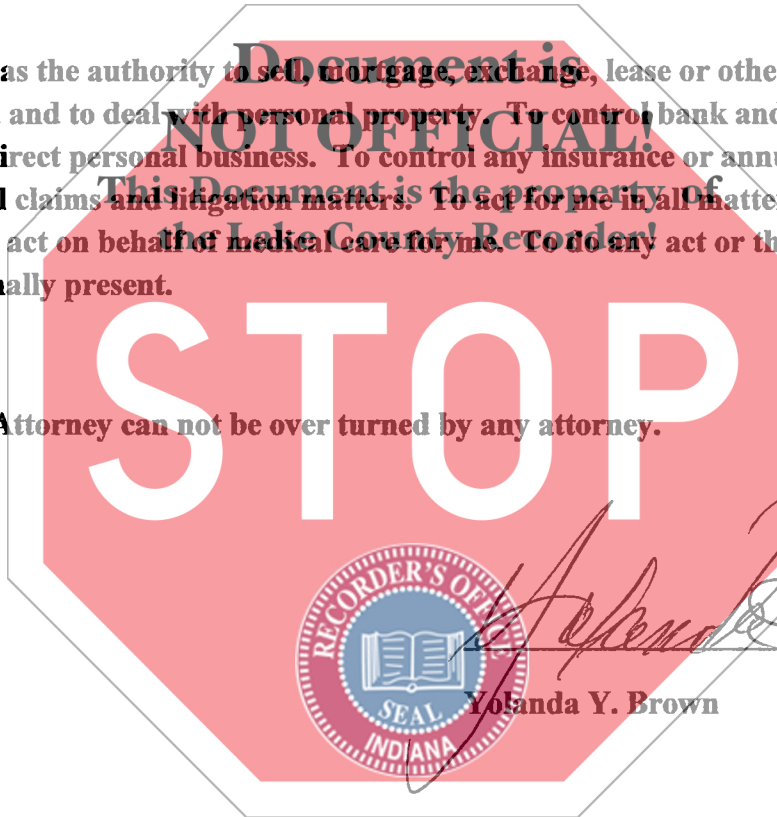 as the authority to sell, mortgage, exchange, lease or othe
and to deal with personal property. To control bank and
irect personal business. To control any insurance or annu
l claims and litigation matters. To act for me in all matter
act on behalf of medical care for me. To do any act or th
nally present.
Document is
NOT OFFICIAL!
This Document is the property of
the Lake County Recorder!
Attorney can not be over turned by any attorney.
STOP
RECORDER'S OFFICE
SEAL
INDIANA
Yolanda Y. Brown